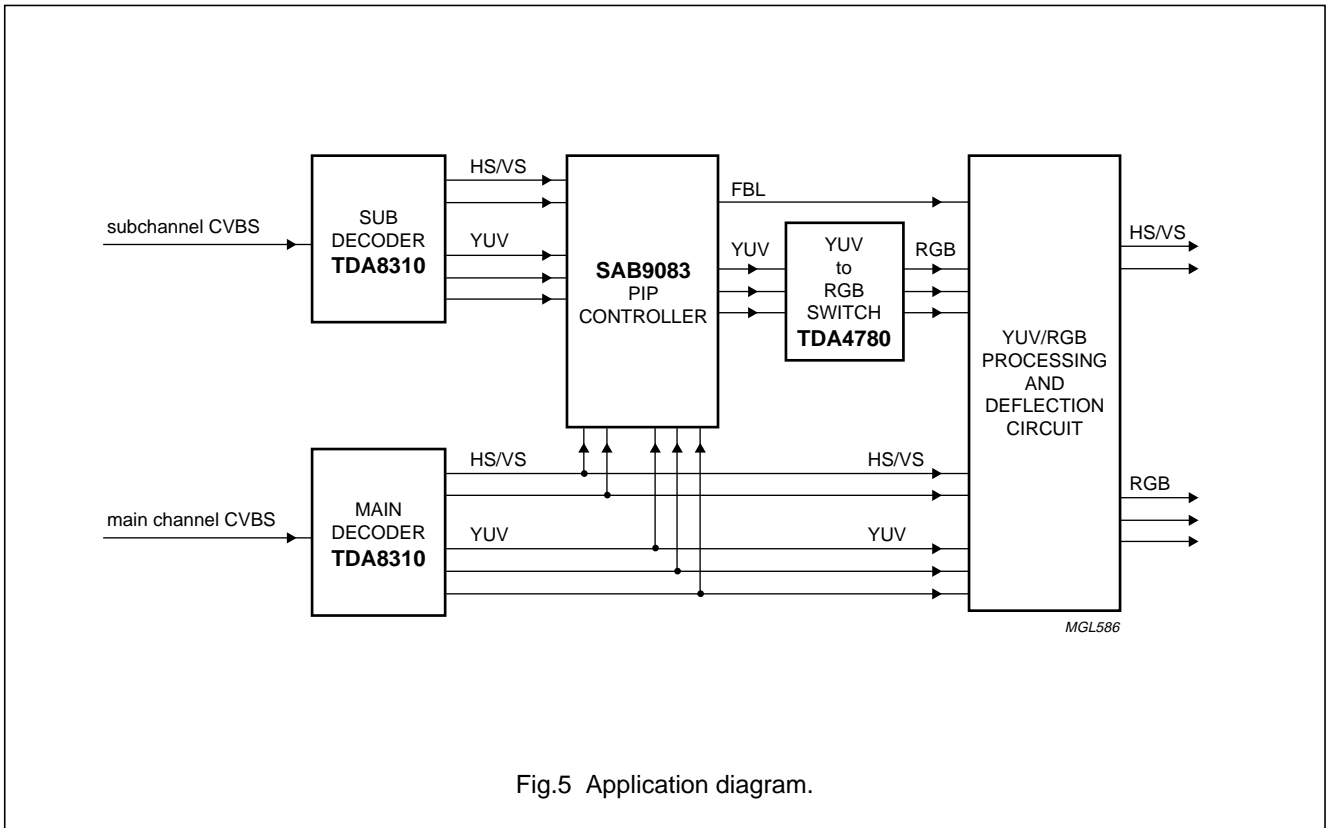 subchannel CVBS
SUB
DECODER
TDA8310
HS/VS
YUV
SAB9083
PIP
CONTROLLER
FBL
YUV
YUV
to
RGB
SWITCH
TDA4780
RGB
YUV/RGB
PROCESSING
AND
DEFLECTION
CIRCUIT
HS/VS
RGB
main channel CVBS
MAIN
DECODER
TDA8310
HS/VS
HS/VS
YUV
YUV
MGL586
Fig.5 Application diagram.